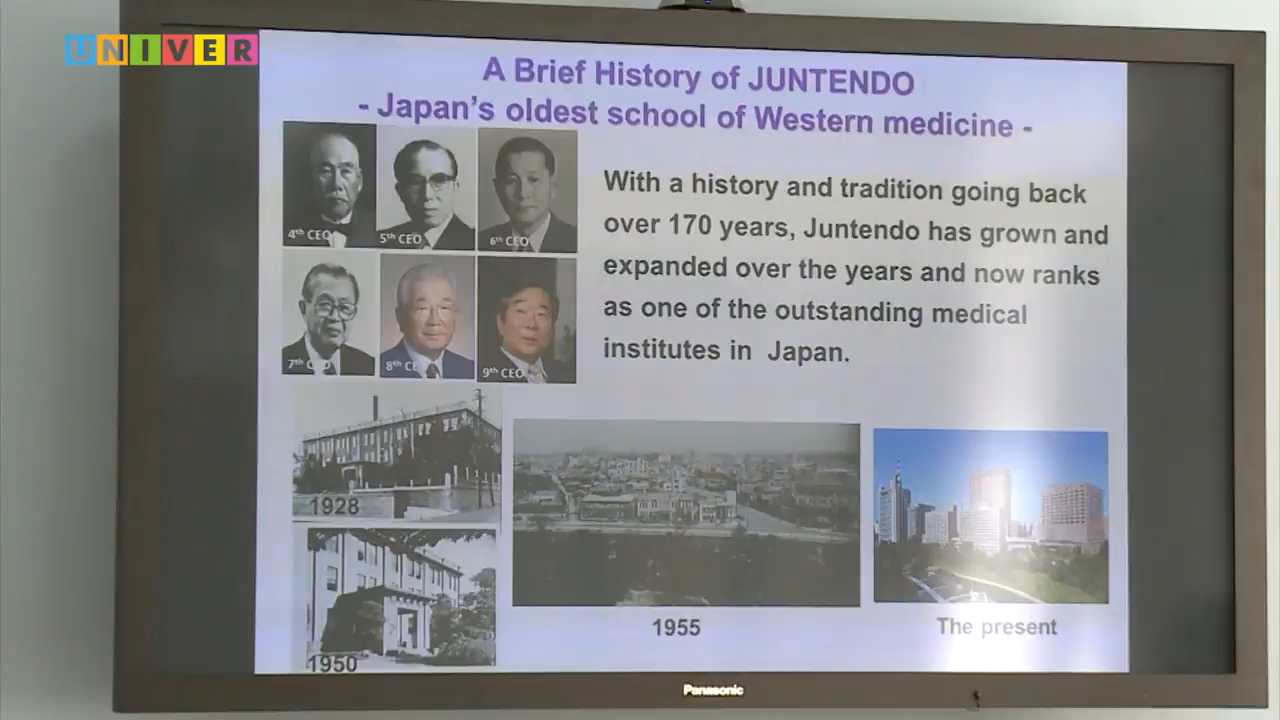 UNIVER
A Brief History of JUNTENDO
- Japan's oldest school of Western medicine -
4th CEO
5th CEO
6th CEO
With a history and tradition going back
over 170 years, Juntendo has grown and
expanded over the years and now ranks
as one of the outstanding medical
institutes in Japan.
7th CEO
8th CE
9th CEO
1928
1950
1955
The present
Panasonic